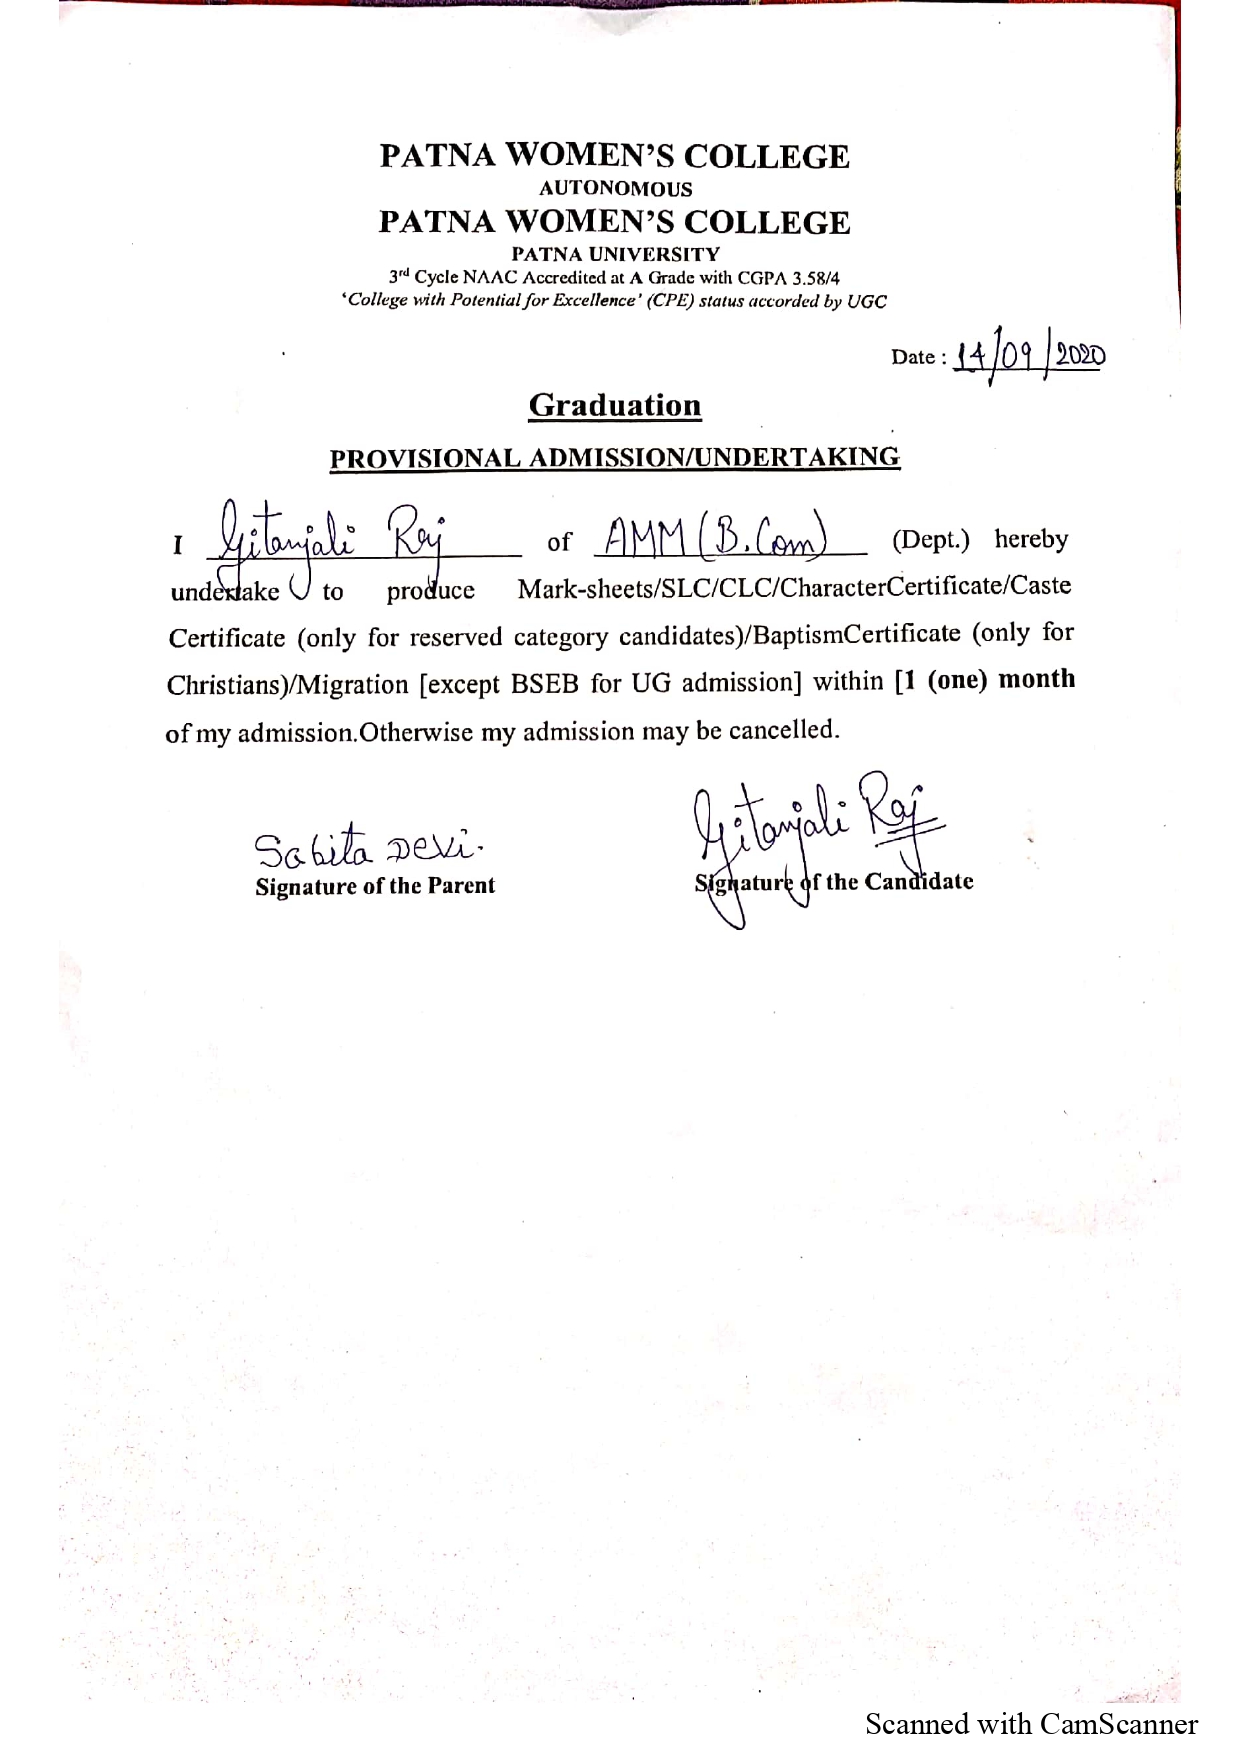 PATNA WOMEN'S COLLEGE
AUTONOMOUS
PATNA WOMEN'S COLLEGE
PATNA UNIVERSITY
3rd Cycle NAAC Accredited at A Grade with CGPA 3.58/4
'College with Potential for Excellence' (CPE) status accorded by UGC
Date : 14/09/2020
Graduation
PROVISIONAL ADMISSION/UNDERTAKING
I Gitanjali Raj of AMM (B.Com) (Dept.) hereby
undertake to produce Mark-sheets/SLC/CLC/CharacterCertificate/Caste
Certificate (only for reserved category candidates)/BaptismCertificate (only for
Christians)/Migration [except BSEB for UG admission] within [1 (one) month
of my admission.Otherwise my admission may be cancelled.
Sabita Devi. Gitanjali Raj
Signature of the Parent Signature of the Candidate
Scanned with CamScanner